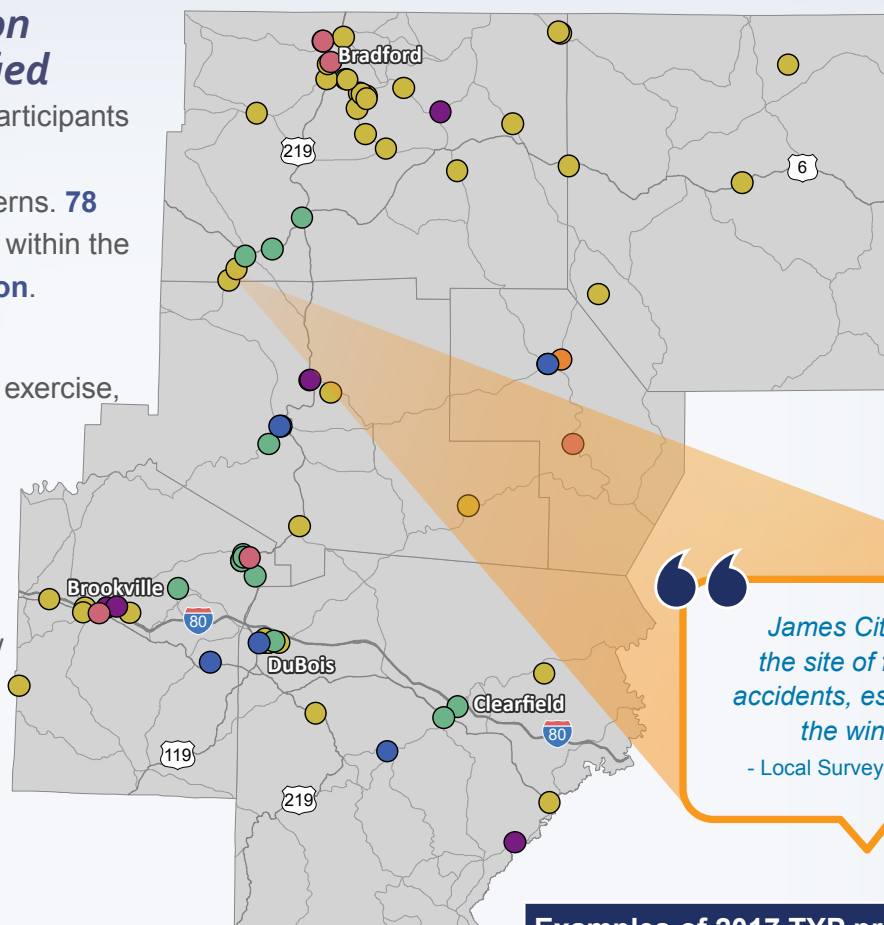 on
ied
articipants
erns. 78
within the
on.
exercise,
y
Bradford
219
6
Brookville
80
DuBois
Clearfield
80
119
219
James Cit
the site of f
accidents, es
the win
- Local Survey
Examples of 2017 TYP pr